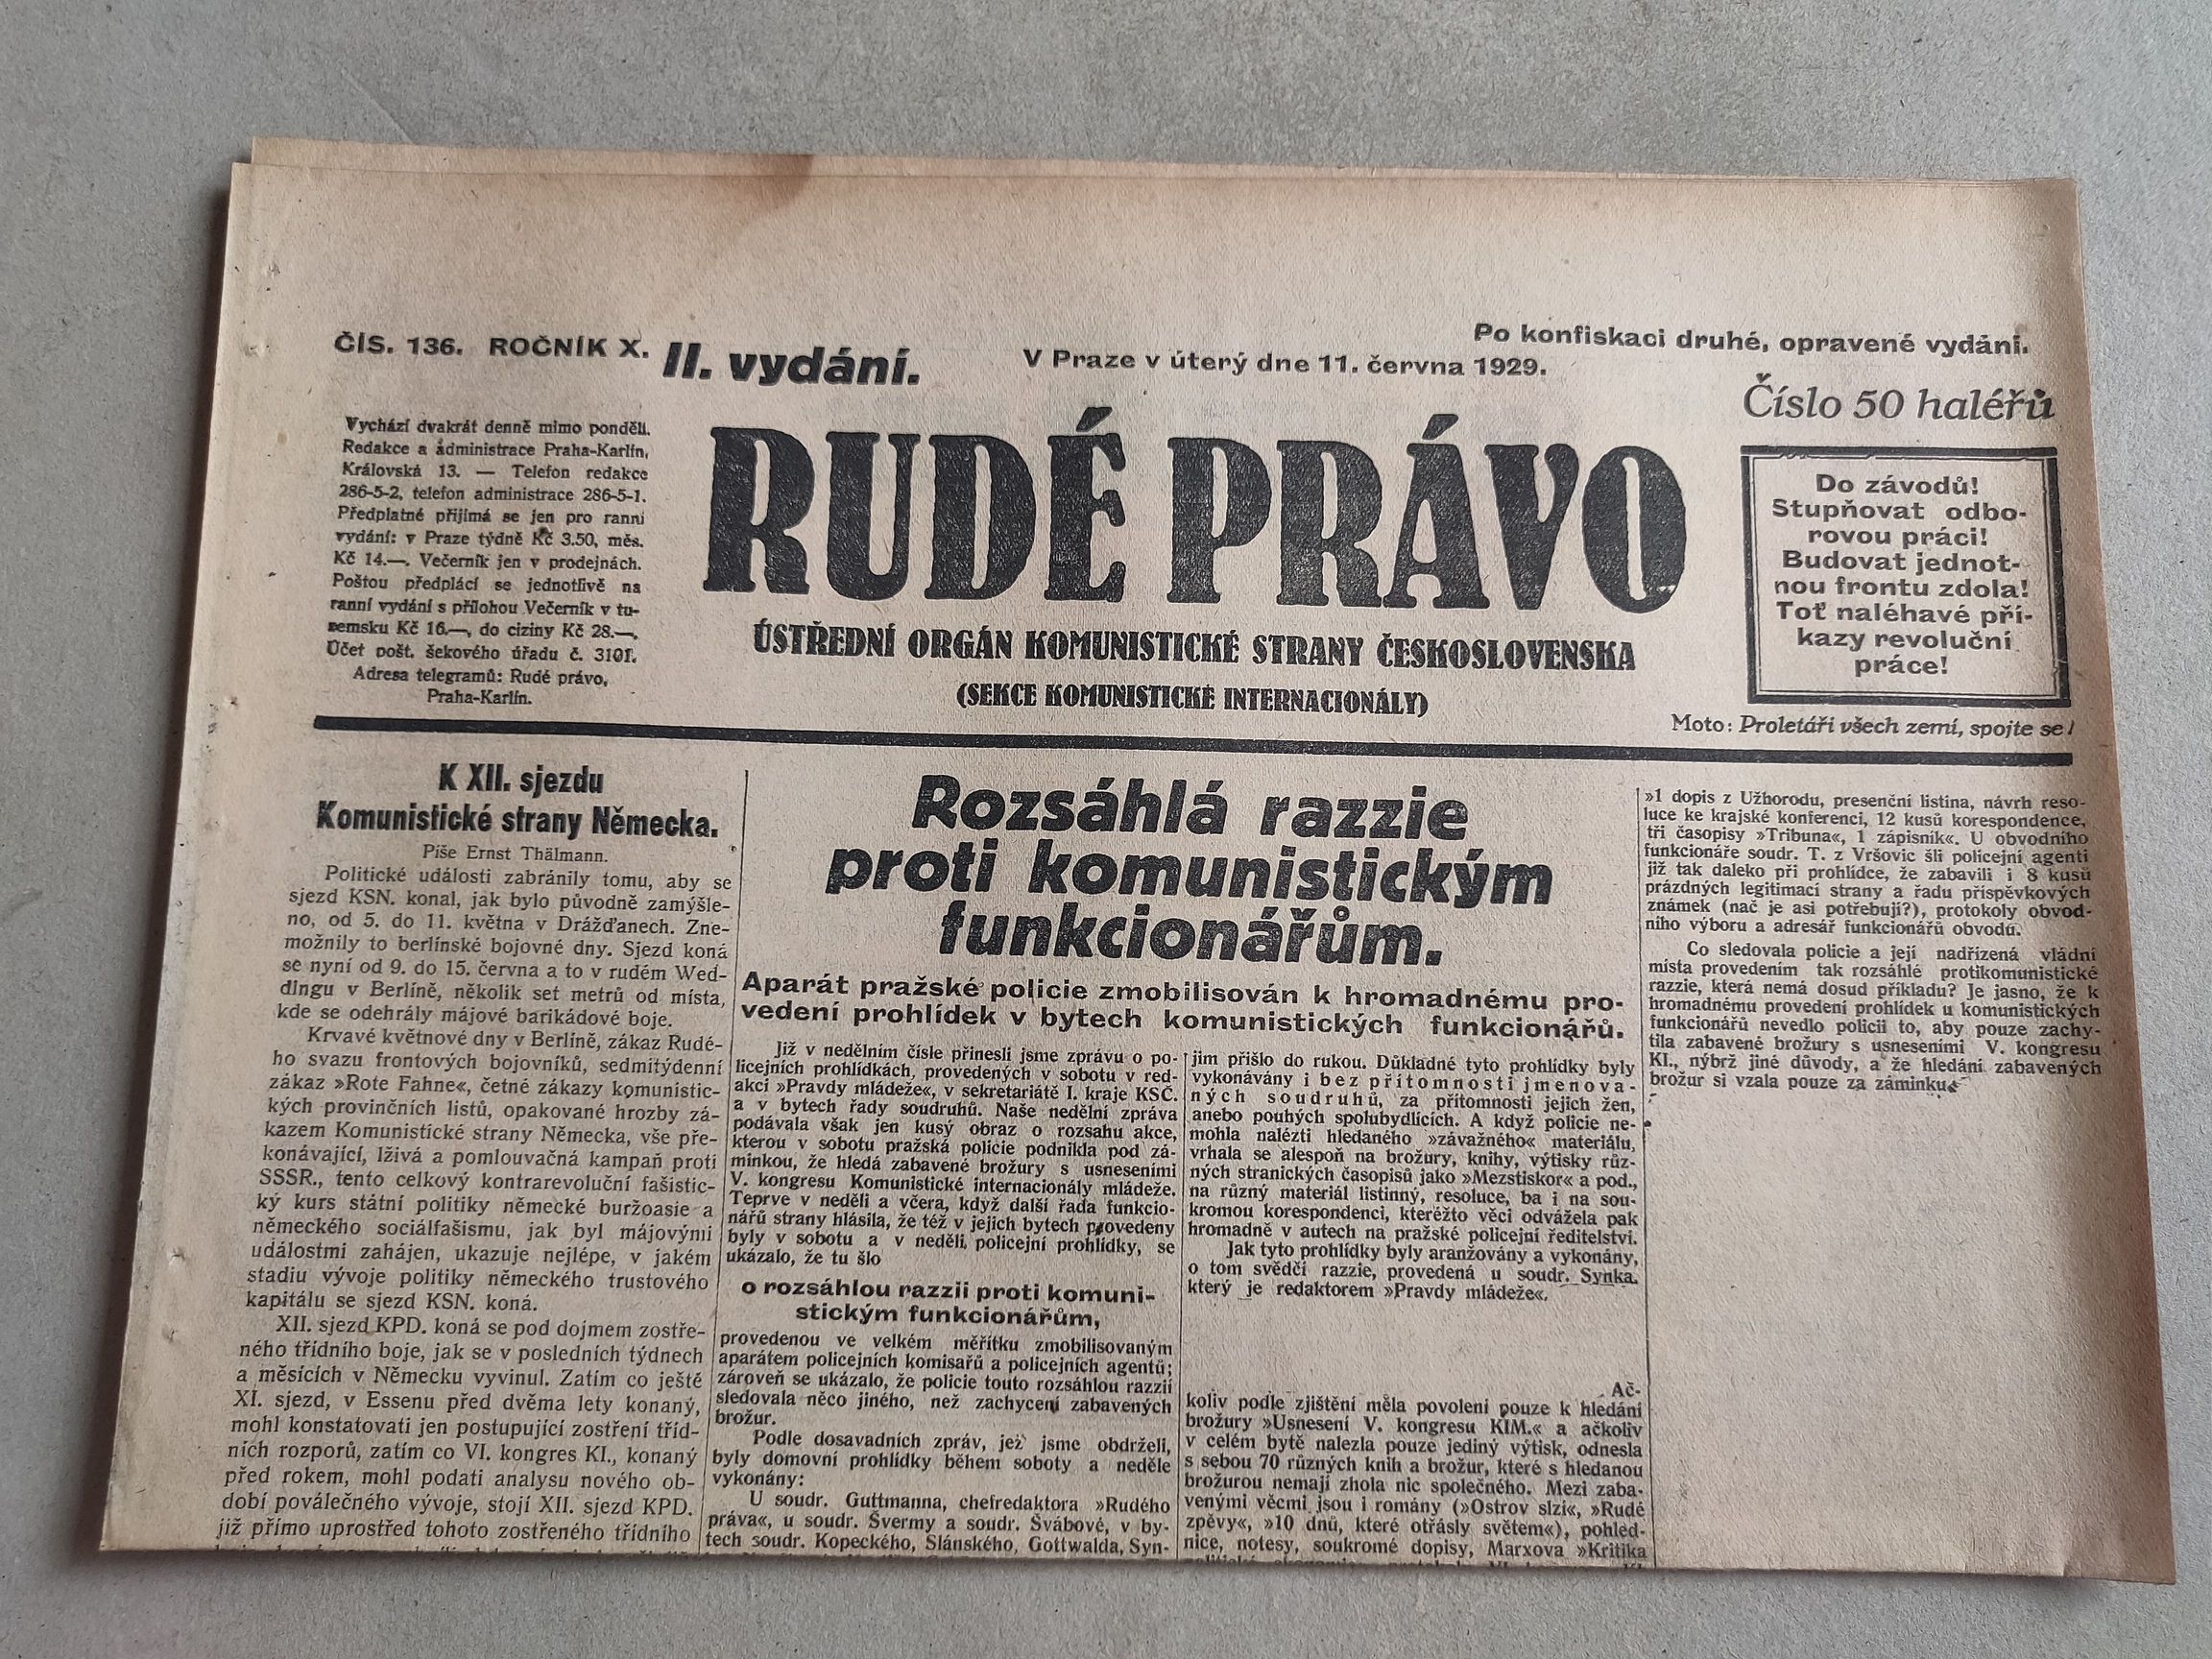 ČÍS. 136. ROČNÍK X.
II. vydání.
Po konfiskaci druhé, opravené vydání.
V Praze v úterý dne 11. června 1929.
Číslo 50 haléřů
Vychází dvakrát denně mimo pondělí.
Redakce a administrace Praha-Karlín,
Královská 13. — Telefon redakce
286-5-2, telefon administrace 286-5-1.
Předplatné přijímá se jen pro ranní
vydání: v Praze týdně Kč 3.50, měs.
Kč 14.—. Večerník jen v prodejnách.
Poštou předplácí se jednotlivě na
ranní vydání s přílohou Večerník v tu-
zemsku Kč 16.—, do ciziny Kč 28.—.
Účet pošt. šekového úřadu č. 3101.
Adresa telegramů: Rudé právo,
Praha-Karlín.
RUDÉ PRÁVO
ÚSTŘEDNÍ ORGÁN KOMUNISTICKÉ STRANY ČESKOSLOVENSKA
(SEKCE KOMUNISTICKÉ INTERNACIONÁLY)
Do závodů!
Stupňovat odbo-
rovou práci!
Budovat jednot-
nou frontu zdola!
Toť naléhavé pří-
kazy revoluční
práce!
Moto: Proletáři všech zemí, spojte se!
K XII. sjezdu
Komunistické strany Německa.
Píše Ernst Thälmann.
Politické události zabránily tomu, aby se
sjezd KSN. konal, jak bylo původně zamýšle-
no, od 5. do 11. května v Drážďanech. Zne-
možnily to berlínské bojovné dny. Sjezd koná
se nyní od 9. do 15. června a to v rudém Wed-
dingu v Berlíně, několik set metrů od místa,
kde se odehrály májové barikádové boje.
Krvavé květnové dny v Berlíně, zákaz Rudé-
ho svazu frontových bojovníků, sedmitýdenní
zákaz »Rote Fahne«, četné zákazy komunistic-
kých provinčních listů, opakované hrozby zá-
kazem Komunistické strany Německa, vše pře-
konávající, lživá a pomlouvačná kampaň proti
SSSR., tento celkový kontrarevoluční fašistic-
ký kurs státní politiky německé buržoasie a
německého sociálfašismu, jak byl májovými
událostmi zahájen, ukazuje nejlépe, v jakém
stadiu vývoje politiky německého trustového
kapitálu se sjezd KSN. koná.
XII. sjezd KPD. koná se pod dojmem zostře-
ného třídního boje, jak se v posledních týdnech
a měsících v Německu vyvinul. Zatím co ještě
XI. sjezd, v Essenu před dvěma lety konaný,
mohl konstatovati jen postupující zostření tříd-
ních rozporů, zatím co VI. kongres KI., konaný
před rokem, mohl podati analysu nového ob-
dobí poválečného vývoje, stojí XII. sjezd KPD.
již přímo uprostřed tohoto zostřeného třídního
Rozsáhlá razzie
proti komunistickým
funkcionářům.
Aparát pražské policie zmobilisován k hromadnému pro-
vedení prohlídek v bytech komunistických funkcionářů.
Již v nedělním čísle přinesli jsme zprávu o po-
licejních prohlídkách, provedených v sobotu v red-
akci »Pravdy mládeže«, v sekretariátě I. kraje KSČ.
a v bytech řady soudruhů. Naše nedělní zpráva
podávala však jen kusý obraz o rozsahu akce,
kterou v sobotu pražská policie podnikla pod zá-
minkou, že hledá zabavené brožury s usneseními
V. kongresu Komunistické internacionály mládeže.
Teprve v neděli a včera, když další řada funkcio-
nářů strany hlásila, že též v jejich bytech provedeny
byly v sobotu a v neděli policejní prohlídky, se
ukázalo, že tu šlo
o rozsáhlou razzii proti komuni-
stickým funkcionářům,
provedenou ve velkém měřítku zmobilisovaným
aparátem policejních komisařů a policejních agentů;
zároveň se ukázalo, že policie touto rozsáhlou razzií
sledovala něco jiného, než zachycení zabavených
brožur.
Podle dosavadních zpráv, jež jsme obdrželi,
byly domovní prohlídky během soboty a neděle
vykonány:
U soudr. Guttmanna, chefredaktora »Rudého
práva«, u soudr. Švermy a soudr. Švábové, v by-
tech soudr. Kopeckého, Slánského, Gottwalda, Syn-
jim přišlo do rukou. Důkladné tyto prohlídky byly
vykonávány i bez přítomnosti jmenova-
ných soudruhů, za přítomnosti jejich žen,
anebo pouhých spolubydlících. A když policie ne-
mohla nalézti hledaného »závažného« materiálu,
vrhala se alespoň na brožury, knihy, výtisky růz-
ných stranických časopisů jako »Mezstiskor« a pod.,
na různý materiál listinný, resoluce, ba i na sou-
kromou korespondenci, kteréžto věci odvážela pak
hromadně v autech na pražské policejní ředitelství.
Jak tyto prohlídky byly aranžovány a vykonány,
o tom svědčí razzie, provedená u soudr. Synka,
který je redaktorem »Pravdy mládeže«.
Ač-
koliv podle zjištění měla povolení pouze k hledání
brožury »Usnesení V. kongresu KIM.« a ačkoliv
v celém bytě nalezla pouze jediný výtisk, odnesla
s sebou 70 různých knih a brožur, které s hledanou
brožurou nemají zhola nic společného. Mezi zaba-
venými věcmi jsou i romány (»Ostrov slzí«, »Rudé
zpěvy«, »10 dnů, které otřásly světem«), pohled-
nice, notesy, soukromé dopisy, Marxova »Kritika
»1 dopis z Užhorodu, presenční listina, návrh reso-
luce ke krajské konferenci, 12 kusů korespondence,
tři časopisy »Tribuna«, 1 zápisník«. U obvodního
funkcionáře soudr. T. z Vršovic šli policejní agenti
již tak daleko při prohlídce, že zabavili i 8 kusů
prázdných legitimací strany a řadu příspěvkových
známek (nač je asi potřebují?), protokoly obvod-
ního výboru a adresář funkcionářů obvodu.
Co sledovala policie a její nadřízená vládní
místa provedením tak rozsáhlé protikomunistické
razzie, která nemá dosud příkladu? Je jasno, že k
hromadnému provedení prohlídek u komunistických
funkcionářů nevedlo policii to, aby pouze zachy-
tila zabavené brožury s usneseními V. kongresu
KI., nýbrž jiné důvody, a že hledání zabavených
brožur si vzala pouze za záminku.